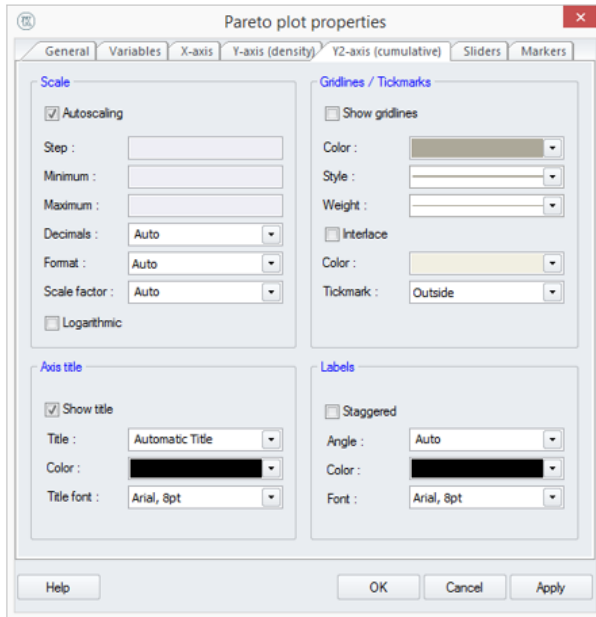 Pareto plot properties
General Variables X-axis Y-axis (density) Y2-axis (cumulative) Sliders Markers
Scale
Autoscaling
Step :
Minimum :
Maximum :
Decimals : Auto
Format : Auto
Scale factor : Auto
Logarithmic
Gridlines / Tickmarks
Show gridlines
Color :
Style :
Weight :
Interlace
Color :
Tickmark : Outside
Axis title
Show title
Title : Automatic Title
Color :
Title font : Arial, 8pt
Labels
Staggered
Angle : Auto
Color :
Font : Arial, 8pt
Help OK Cancel Apply